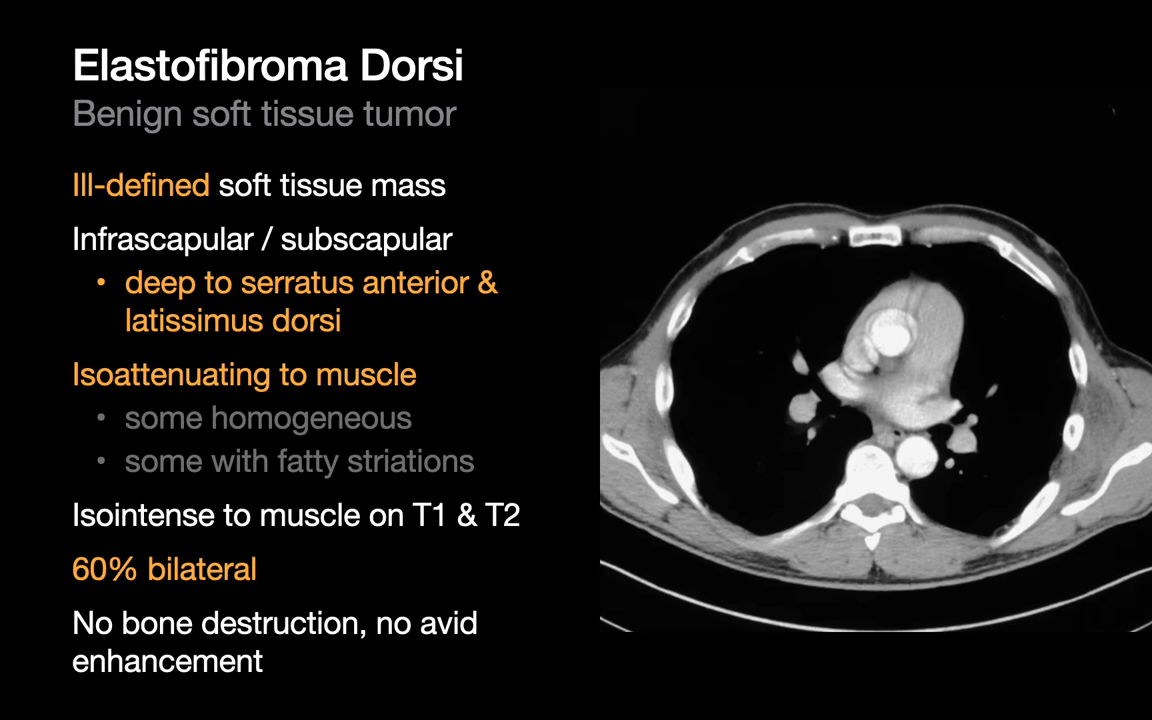 Elastofibroma Dorsi
Benign soft tissue tumor
Ill-defined soft tissue mass
Infrascapular / subscapular
• deep to serratus anterior &
latissimus dorsi
Isoattenuating to muscle
• some homogeneous
• some with fatty striations
Isointense to muscle on T1 & T2
60% bilateral
No bone destruction, no avid
enhancement